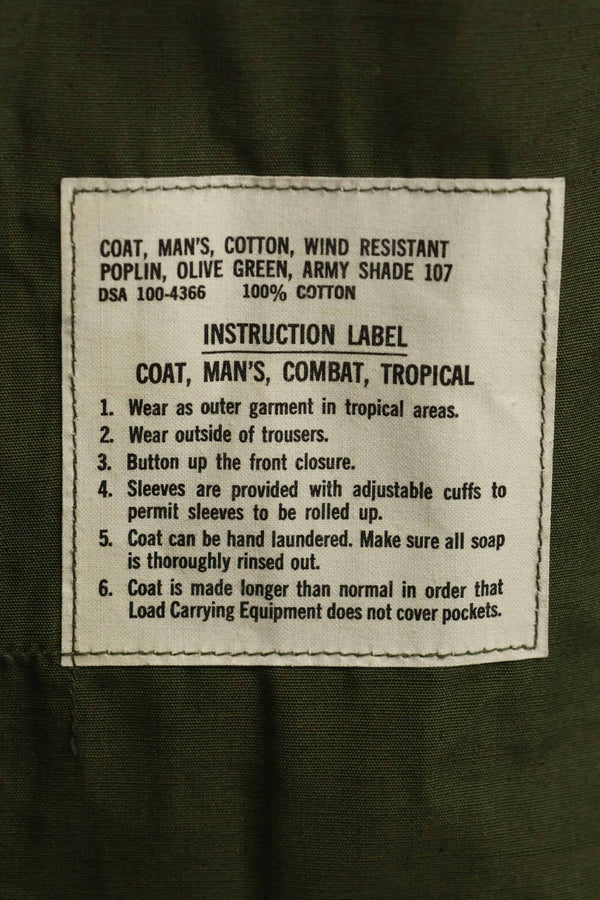 COAT, MAN'S, COTTON, WIND RESISTANT
POPLIN, OLIVE GREEN, ARMY SHADE 107
DSA 100-4366 100% COTTON
INSTRUCTION LABEL
COAT, MAN'S, COMBAT, TROPICAL
1. Wear as outer garment in tropical areas.
2. Wear outside of trousers.
3. Button up the front closure.
4. Sleeves are provided with adjustable cuffs to
permit sleeves to be rolled up.
5. Coat can be hand laundered. Make sure all soap
is thoroughly rinsed out.
6. Coat is made longer than normal in order that
Load Carrying Equipment does not cover pockets.